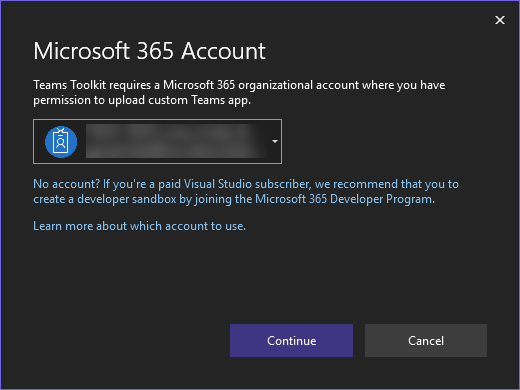 Microsoft 365 Account
Teams Toolkit requires a Microsoft 365 organizational account where you have
permission to upload custom Teams app.
No account? If you're a paid Visual Studio subscriber, we recommend that you to
create a developer sandbox by joining the Microsoft 365 Developer Program.
Learn more about which account to use.
Continue
Cancel